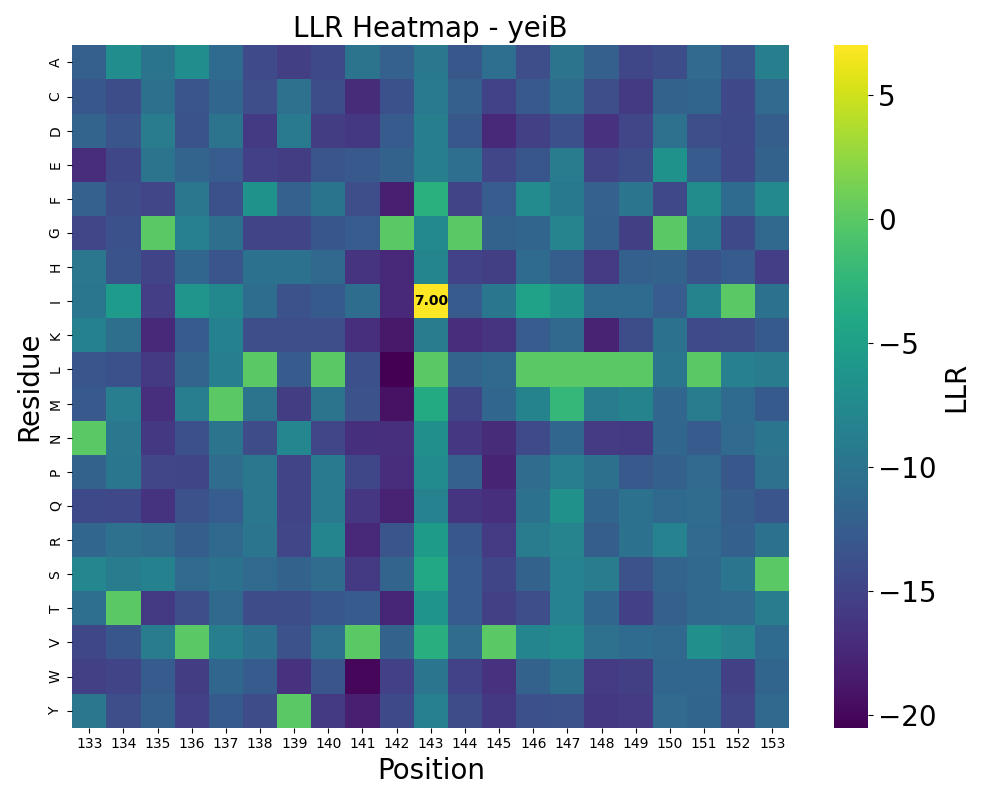 LLR Heatmap - yeiB
A
C
D
E
F
G
H
I
K
L
M
N
P
Q
R
S
T
V
W
Y
Residue
7.00
133 134 135 136 137 138 139 140 141 142 143 144 145 146 147 148 149 150 151 152 153
Position
5
0
−5
−10
−15
−20
LLR